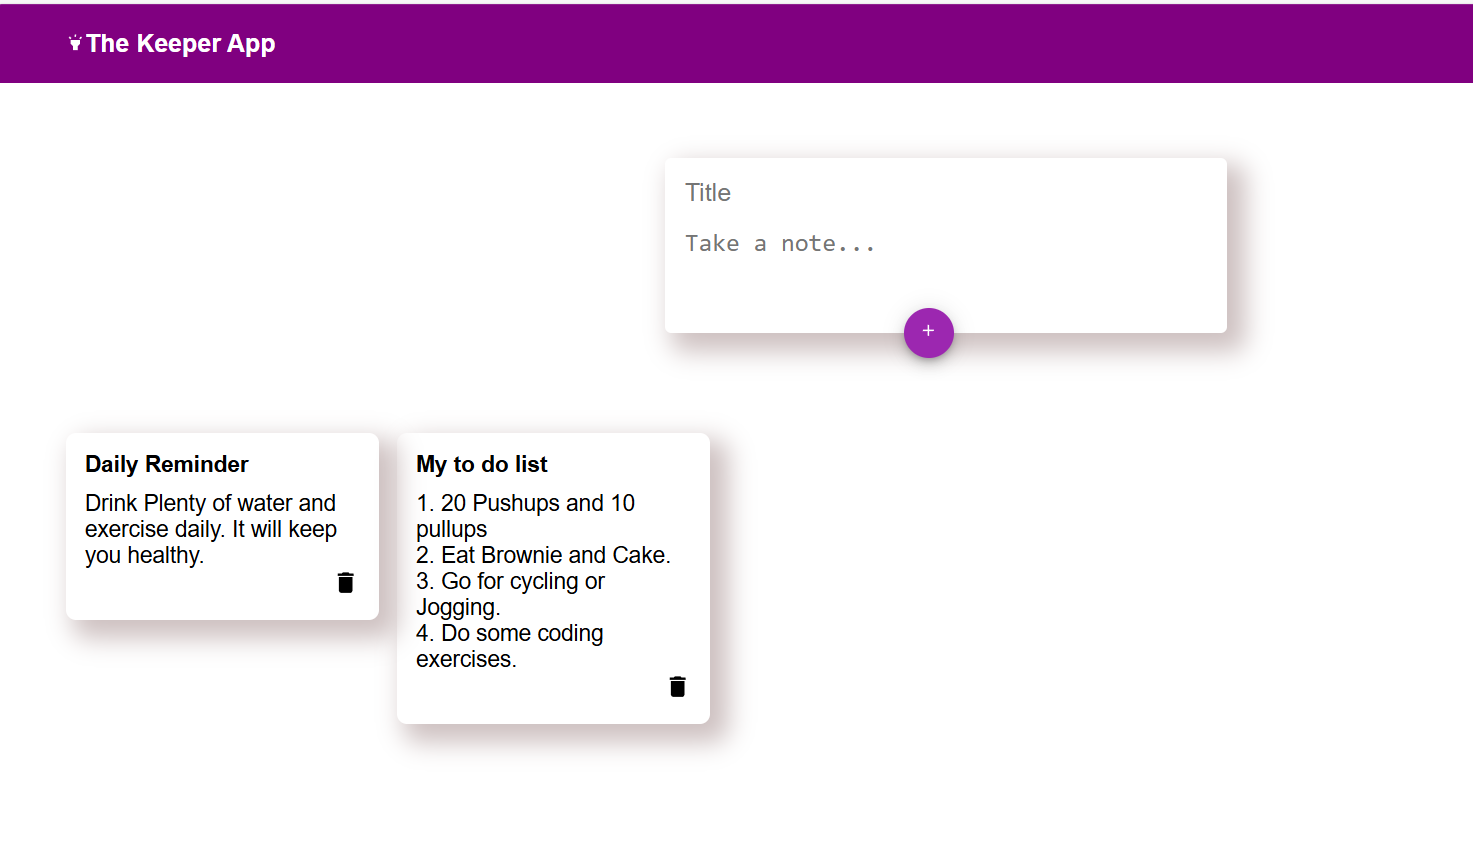 The Keeper App
Title
Take a note...
+
Daily Reminder
Drink Plenty of water and
exercise daily. It will keep
you healthy.
My to do list
1. 20 Pushups and 10
pullups
2. Eat Brownie and Cake.
3. Go for cycling or
Jogging.
4. Do some coding
exercises.